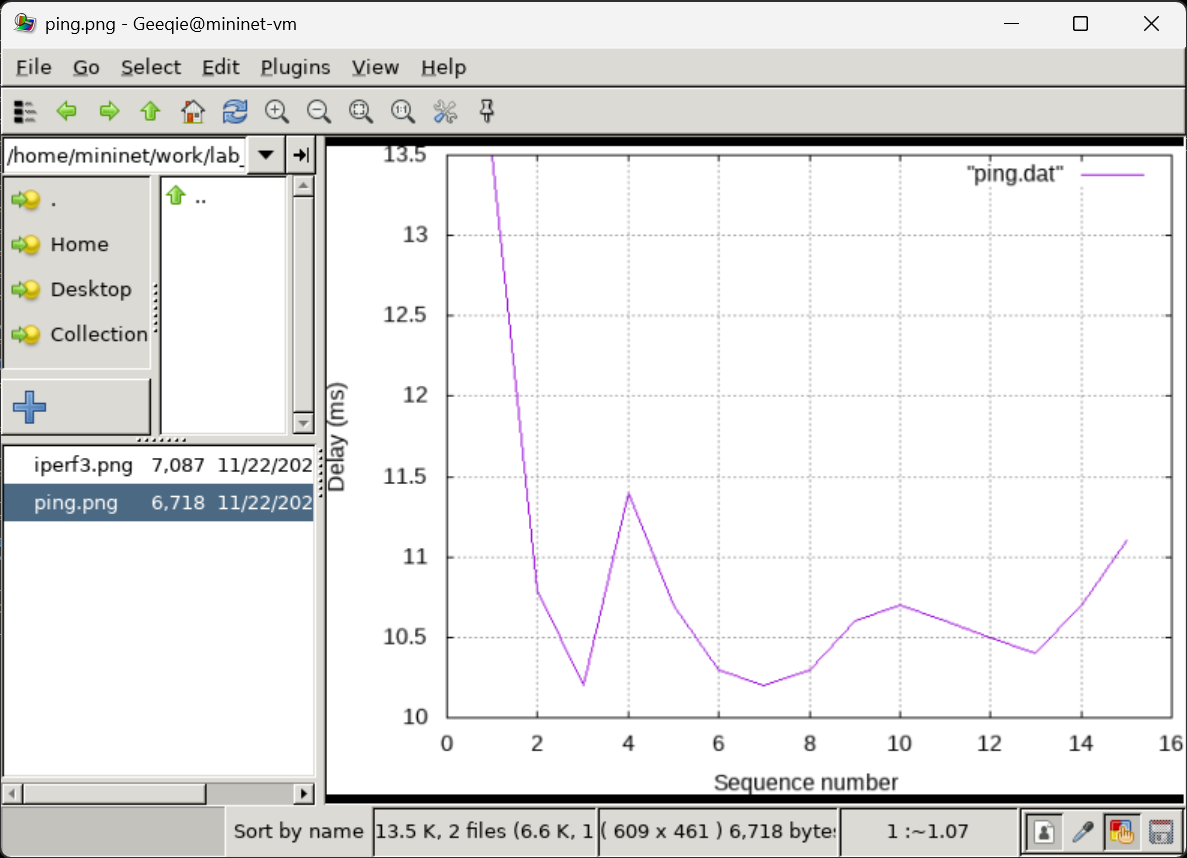 ping.png - Geeqie@mininet-vm
File Go Select Edit Plugins View Help
/home/mininet/work/lab_
.
Home
Desktop
Collection
..
iperf3.png 7,087 11/22/202
ping.png 6,718 11/22/202
"ping.dat"
13.5
13
12.5
12
11.5
11
10.5
10
Delay (ms)
0 2 4 6 8 10 12 14 16
Sequence number
Sort by name 13.5 K, 2 files (6.6 K, 1 ( 609 x 461 ) 6,718 bytes 1 :~1.07